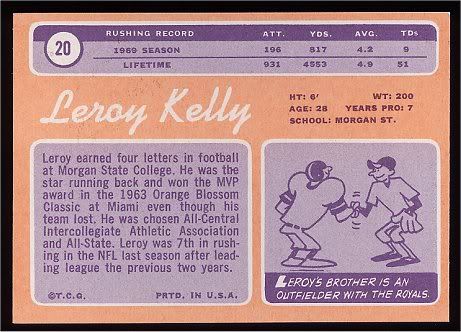 20
RUSHING RECORD ATT. YDS. AVG. TDs
1969 SEASON 196 817 4.2 9
LIFETIME 931 4553 4.9 51
Leroy Kelly
HT: 6' WT: 200
AGE: 28 YEARS PRO: 7
SCHOOL: MORGAN ST.
Leroy earned four letters in football
at Morgan State College. He was the
star running back and won the MVP
award in the 1963 Orange Blossom
Classic at Miami even though his
team lost. He was chosen All-Central
Intercollegiate Athletic Association
and All-State. Leroy was 7th in rush-
ing in the NFL last season after lead-
ing league the previous two years.
©T.C.G. PRTD. IN U.S.A.
LEROY'S BROTHER IS AN
OUTFIELDER WITH THE ROYALS.